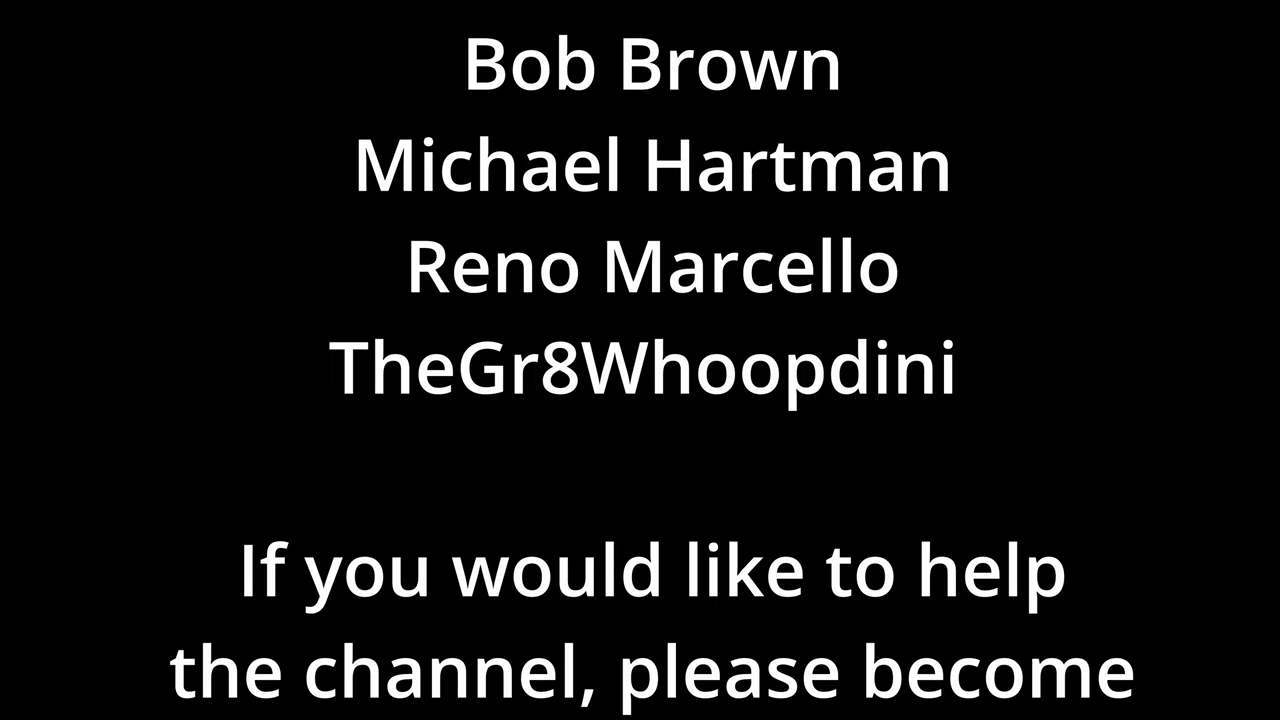 Bob Brown
Michael Hartman
Reno Marcello
TheGr8Whoopdini
If you would like to help
the channel, please become